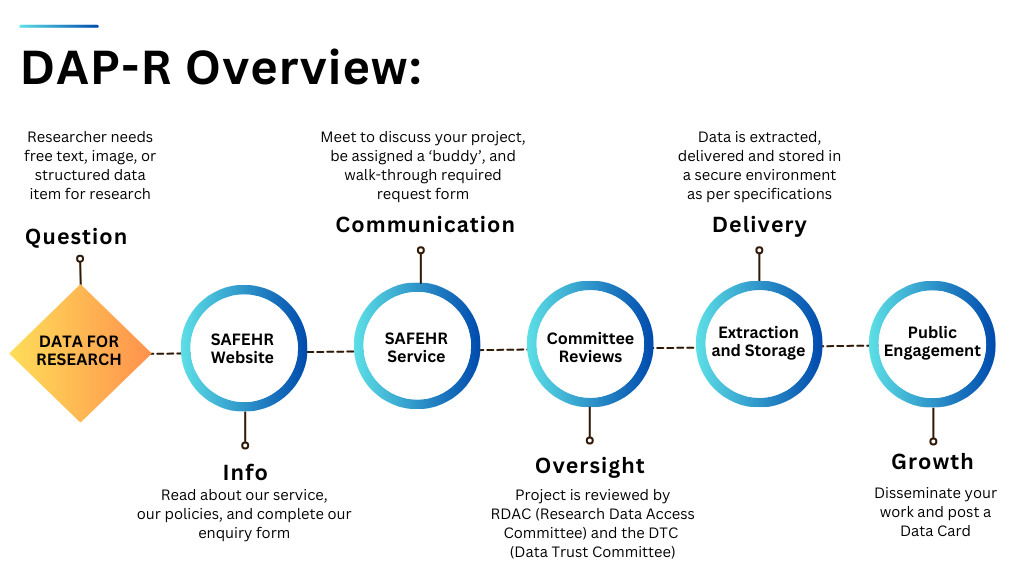 DAP-R Overview:
Researcher needs
free text, image, or
structured data
item for research
Question
DATA FOR
RESEARCH
SAFEHR
Website
Info
Read about our service,
our policies, and complete our
enquiry form
Meet to discuss your project,
be assigned a ‘buddy’, and
walk-through required
request form
Communication
SAFEHR
Service
Committee
Reviews
Oversight
Project is reviewed by
RDAC (Research Data Access
Committee) and the DTC
(Data Trust Committee)
Data is extracted,
delivered and stored in
a secure environment
as per specifications
Delivery
Extraction
and Storage
Public
Engagement
Growth
Disseminate your
work and post a
Data Card